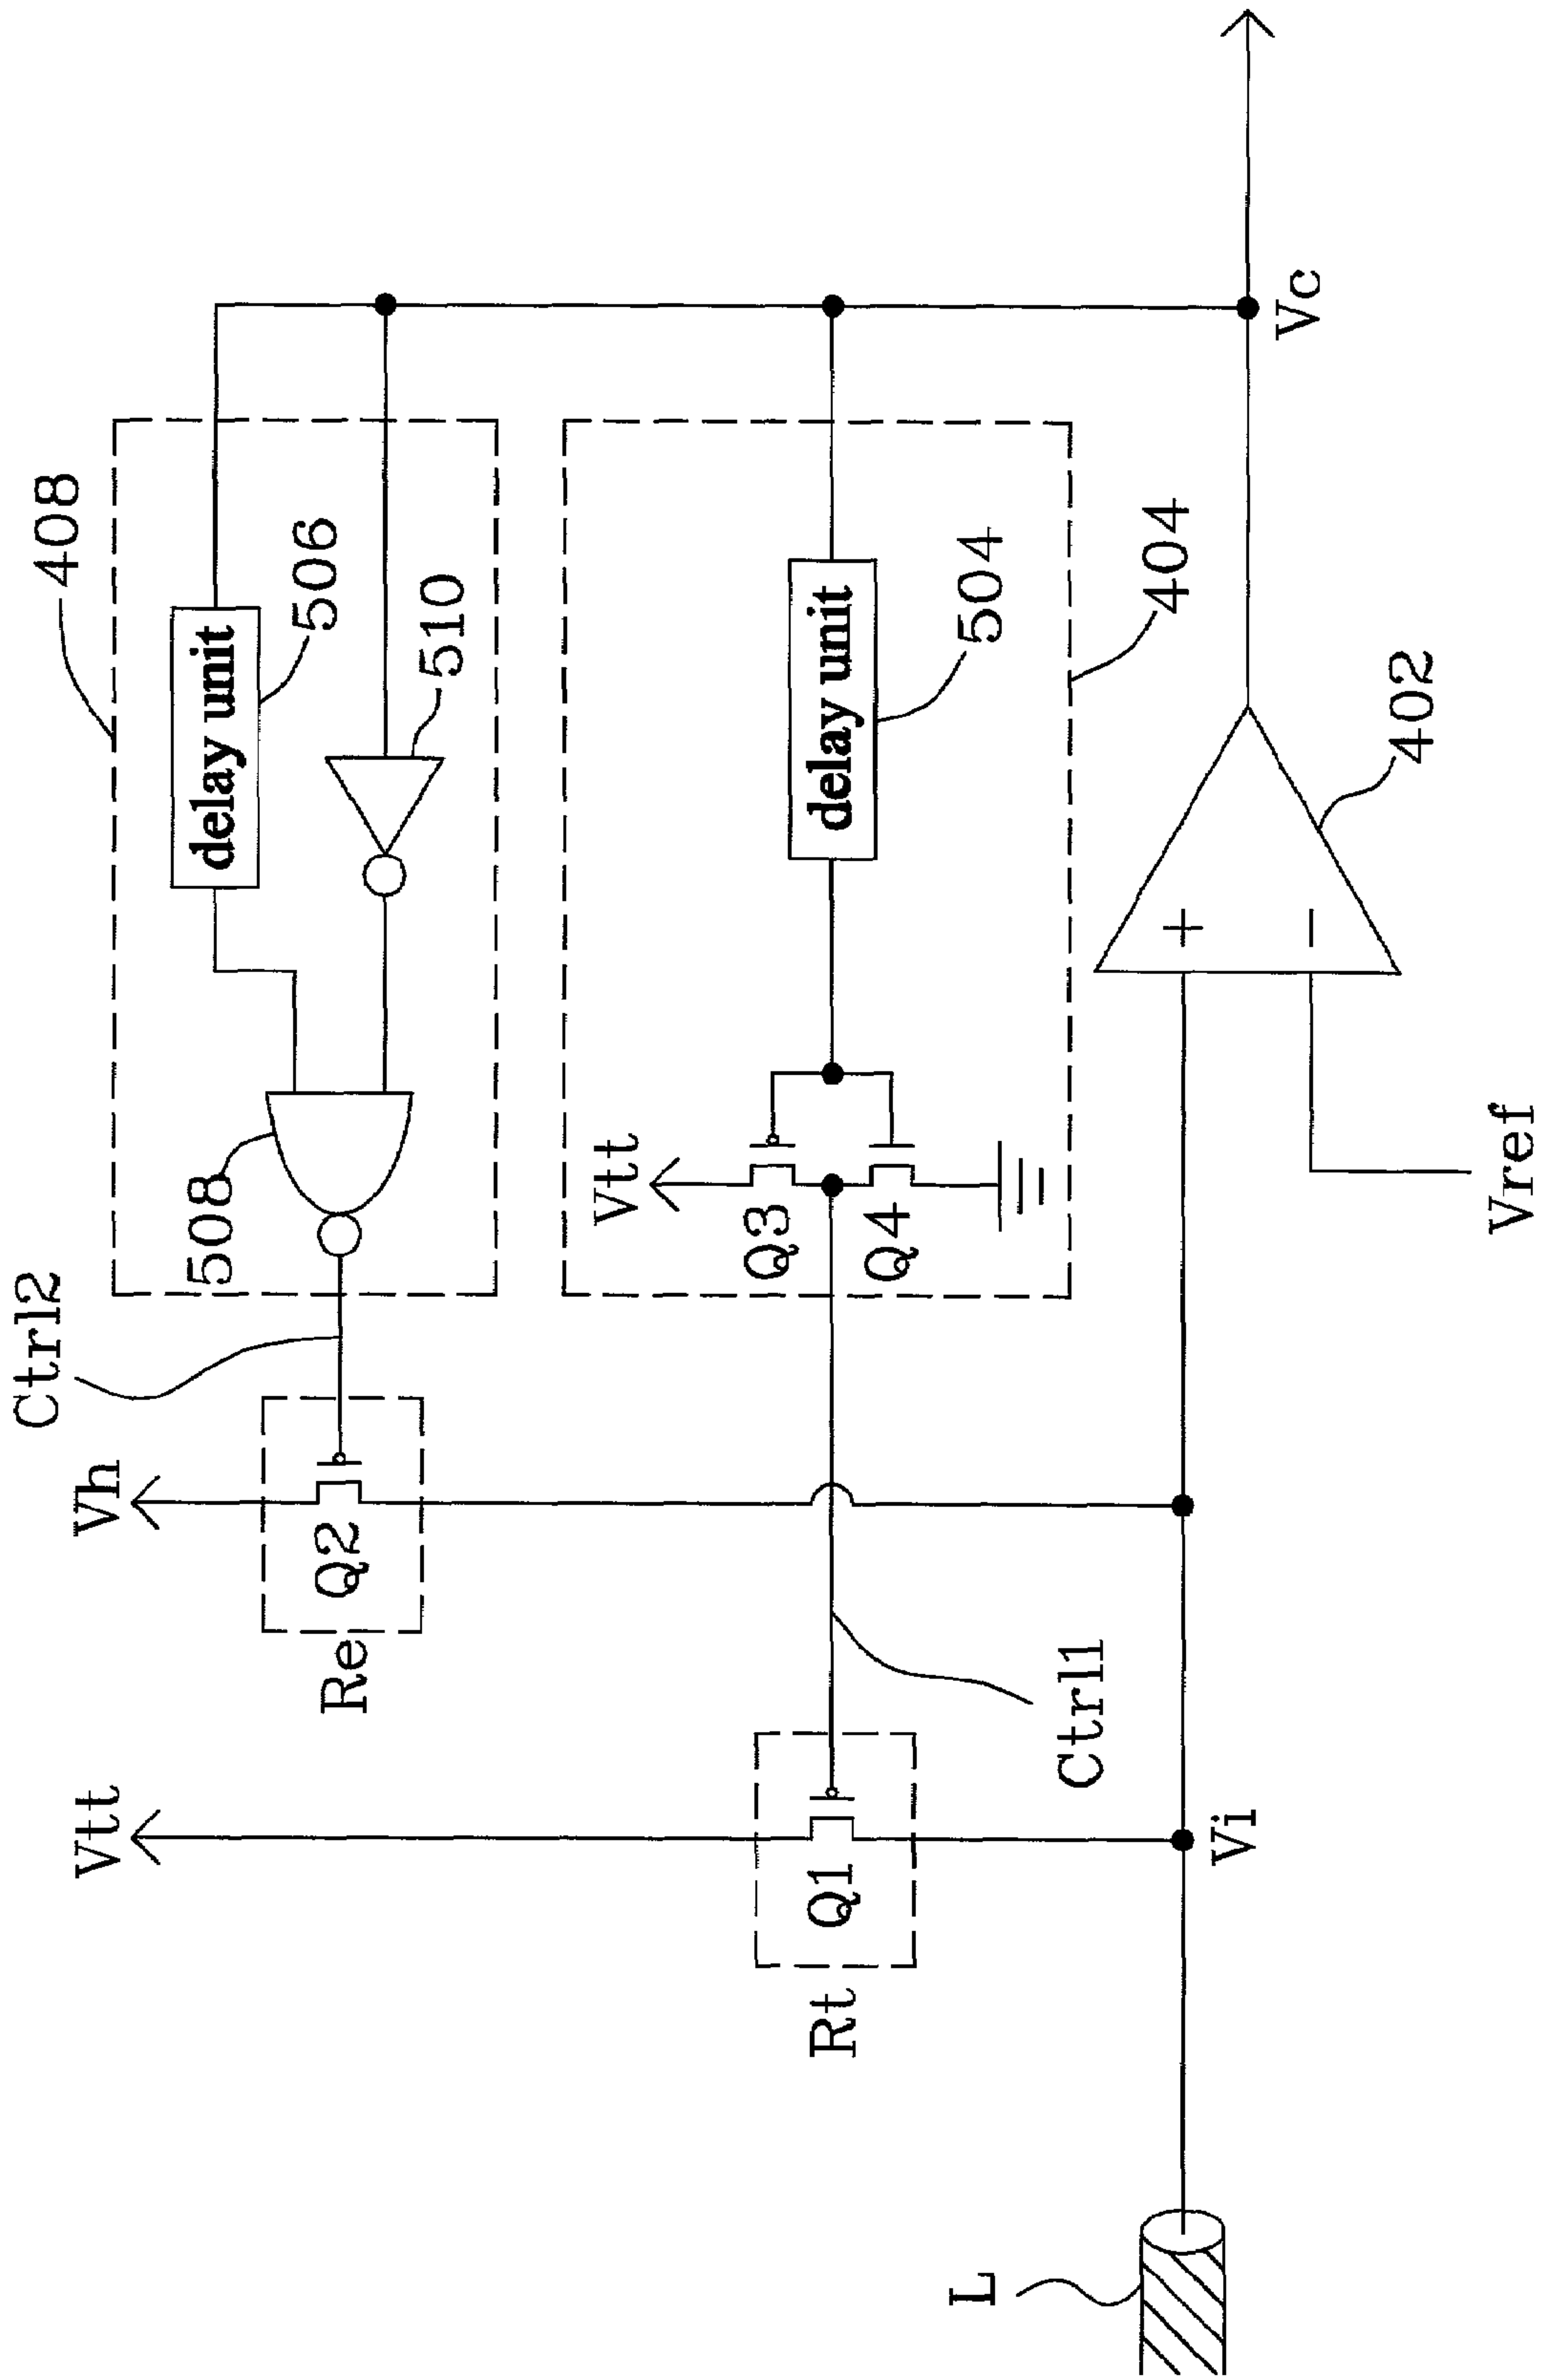 Vtt
Vh
Ctrl2
408
508
delay unit
506
510
Re
Q2
Vtt
Q3
Q4
delay unit
504
404
Rt
Q1
Ctrl1
L
Vi
Vref
+
−
402
Vc